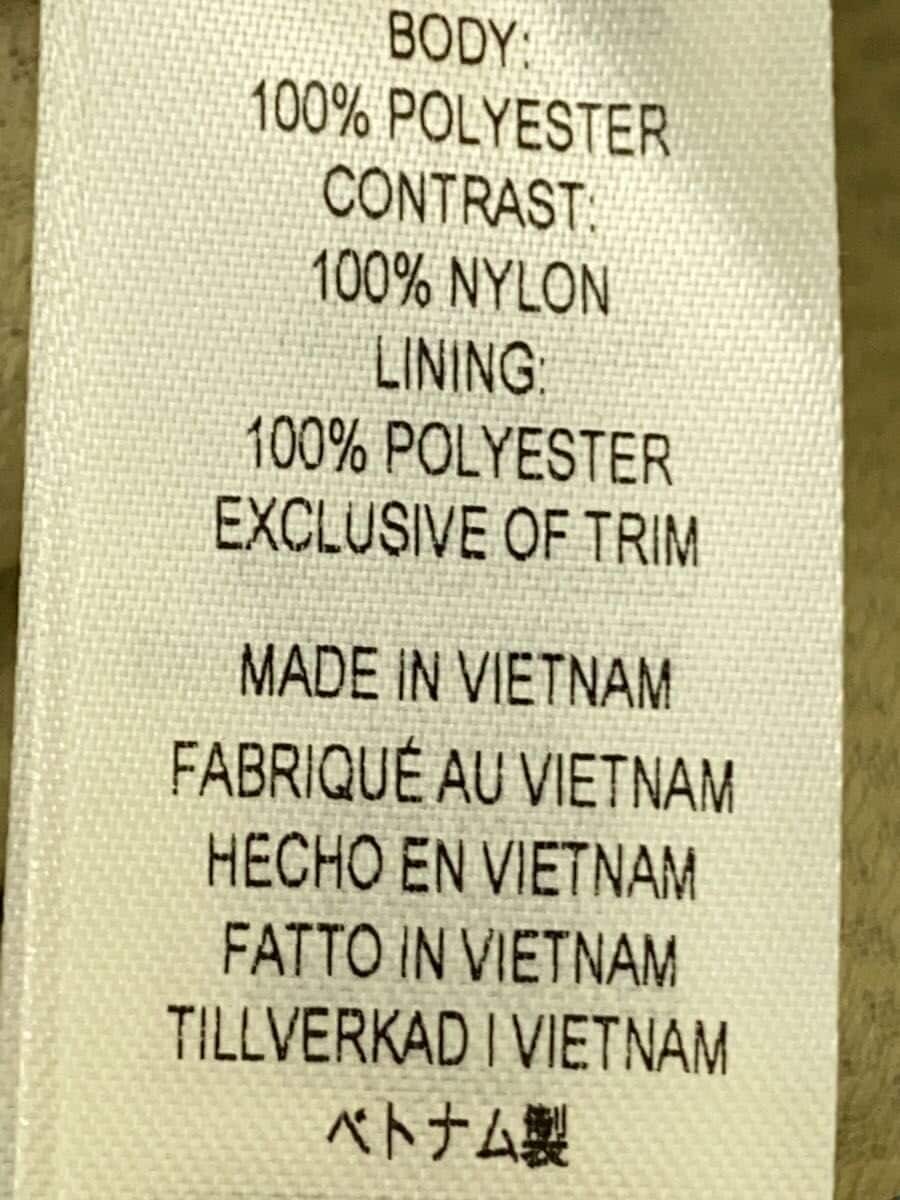 BODY:
100% POLYESTER
CONTRAST:
100% NYLON
LINING:
100% POLYESTER
EXCLUSIVE OF TRIM
MADE IN VIETNAM
FABRIQUÉ AU VIETNAM
HECHO EN VIETNAM
FATTO IN VIETNAM
TILLVERKAD I VIETNAM
ベトナム製